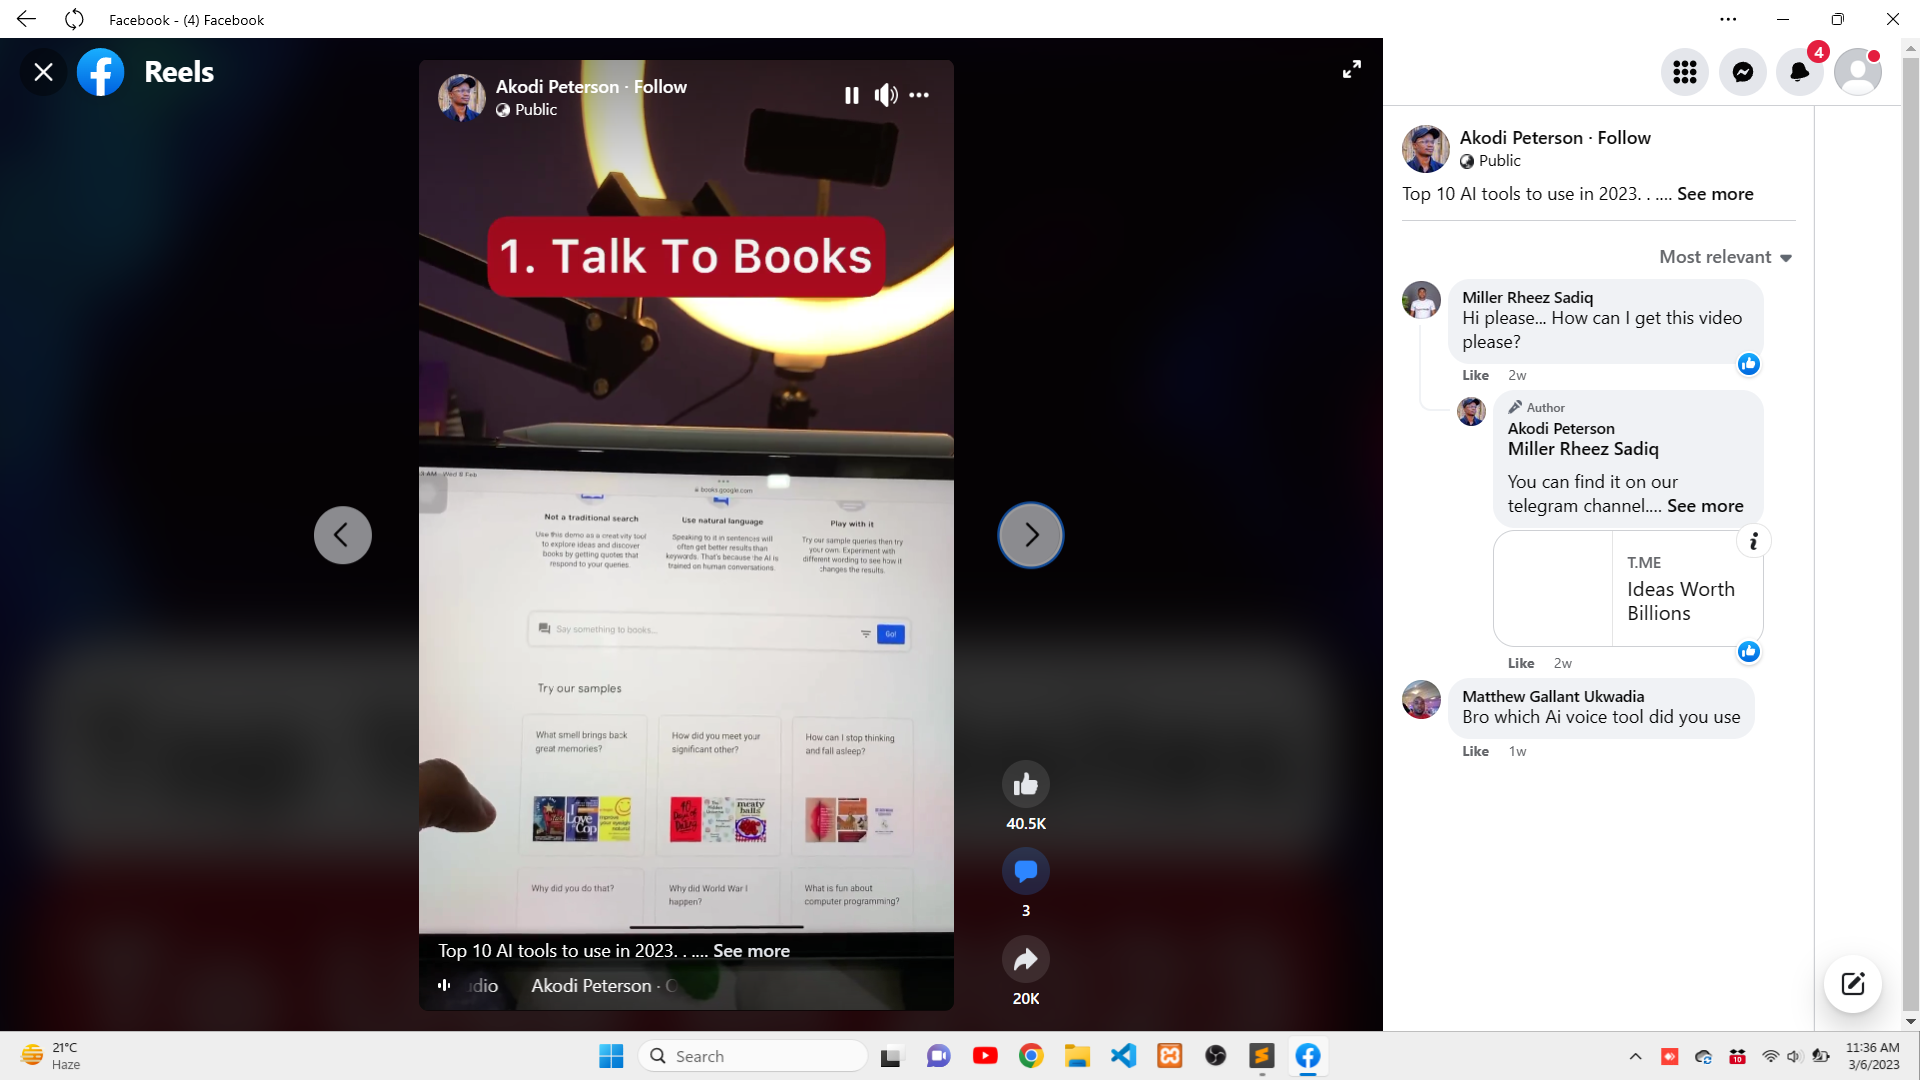 Facebook - (4) Facebook
Reels
Akodi Peterson · Follow
Public
1. Talk To Books
Wed 8 Feb
books.google.com
Not a traditional search
Use this demo as a creativity tool
to explore ideas and discover
books by getting quotes that
respond to your queries.
Use natural language
Speaking to it in sentences will
often get better results than
keywords. That's because the AI is
trained on human conversations.
Play with it
Try our sample queries then try
your own. Experiment with
different wording to see how it
changes the results.
Say something to books...
Go!
Try our samples
What smell brings back
great memories?
How did you meet your
significant other?
How can I stop thinking
and fall asleep?
Love
Cop
meaty
balls
Why did you do that?
Why did World War I
happen?
What is fun about
computer programming?
Top 10 AI tools to use in 2023. . .... See more
dio Akodi Peterson · O
40.5K
3
20K
4
Akodi Peterson · Follow
Public
Top 10 AI tools to use in 2023. . .... See more
Most relevant
Miller Rheez Sadiq
Hi please... How can I get this video
please?
Like 2w
Author
Akodi Peterson
Miller Rheez Sadiq
You can find it on our
telegram channel.... See more
T.ME
Ideas Worth
Billions
Like 2w
Matthew Gallant Ukwadia
Bro which Ai voice tool did you use
Like 1w
21°C
Haze
Search
10
11:36 AM
3/6/2023